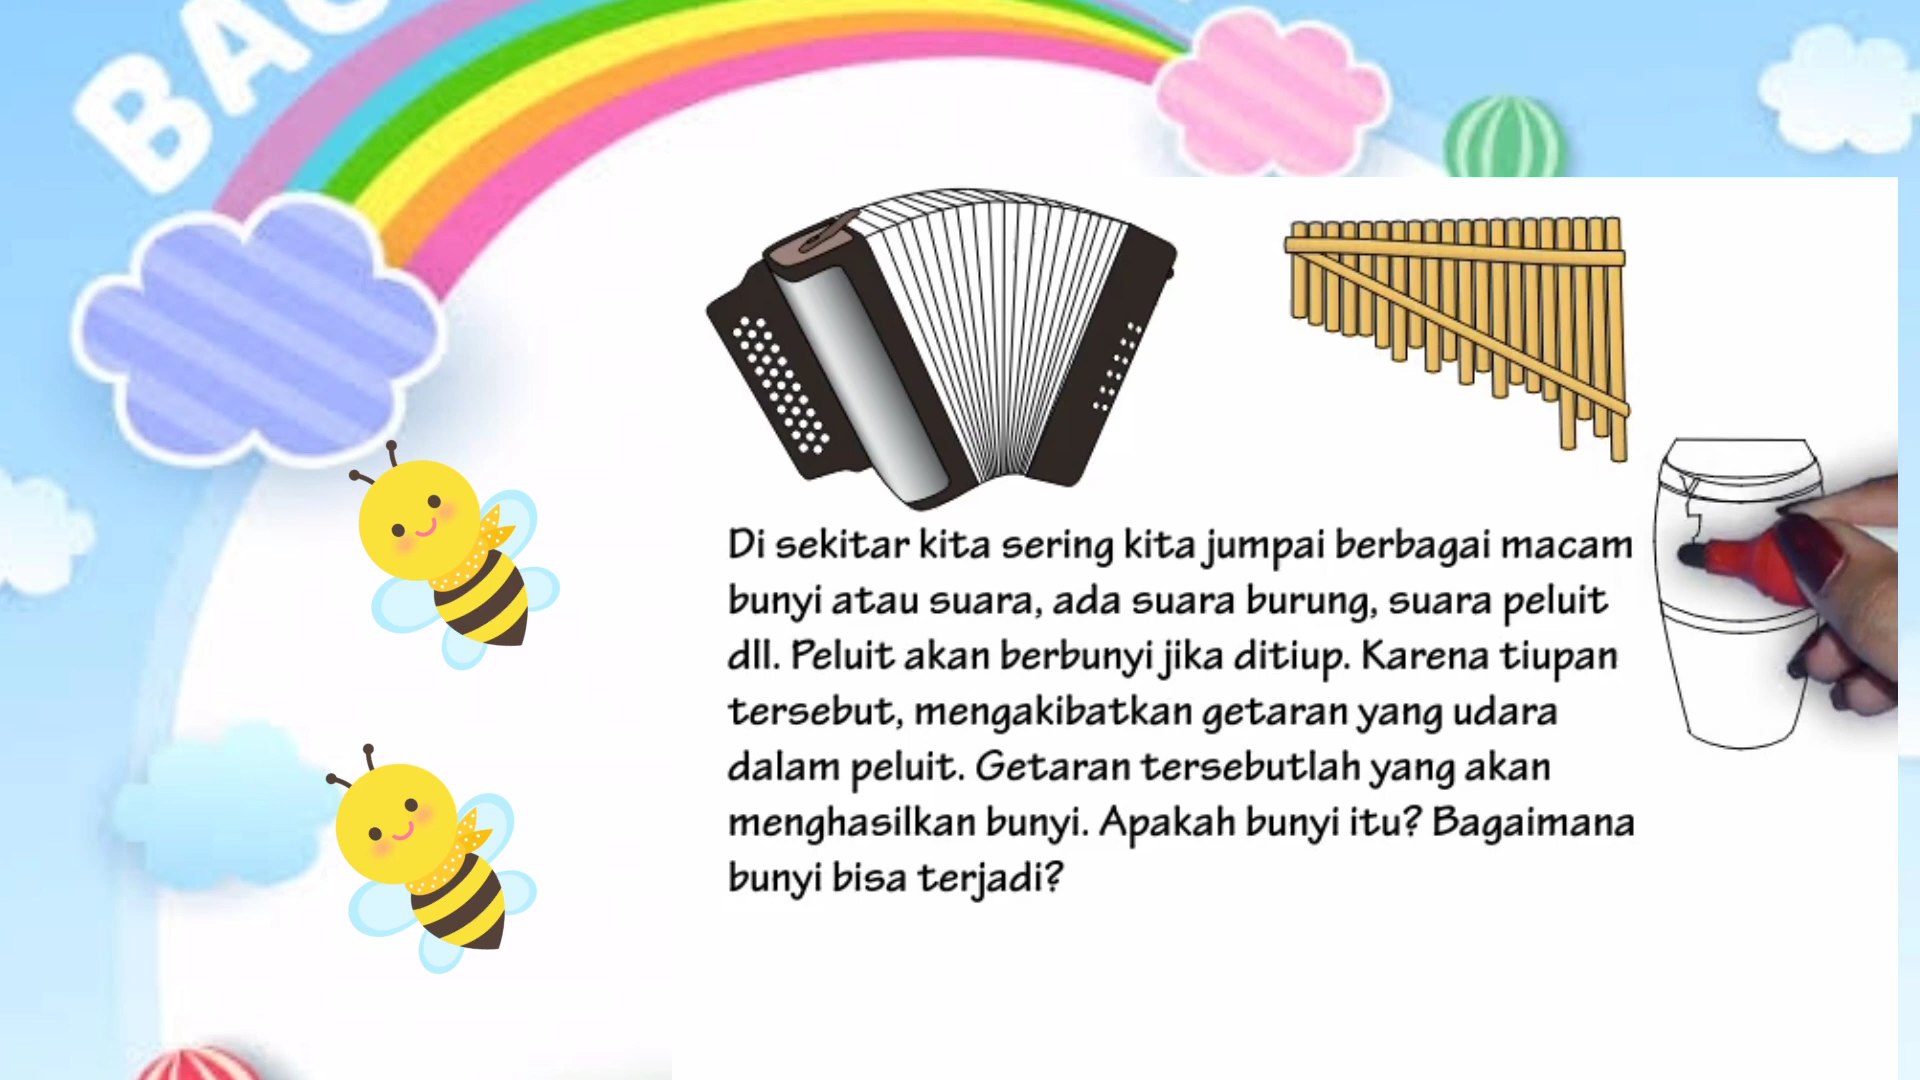 Di sekitar kita sering kita jumpai berbagai macam
bunyi atau suara, ada suara burung, suara peluit
dll. Peluit akan berbunyi jika ditiup. Karena tiupan
tersebut, mengakibatkan getaran yang udara
dalam peluit. Getaran tersebutlah yang akan
menghasilkan bunyi. Apakah bunyi itu? Bagaimana
bunyi bisa terjadi?